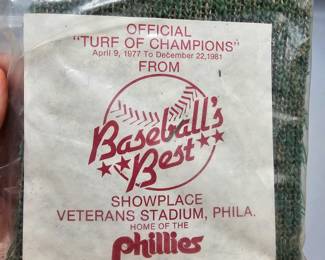 OFFICIAL
"TURF OF CHAMPIONS"
April 9, 1977 To December 22,1981
FROM
Baseball's
Best
SHOWPLACE
VETERANS STADIUM, PHILA.
HOME OF THE
Phillies